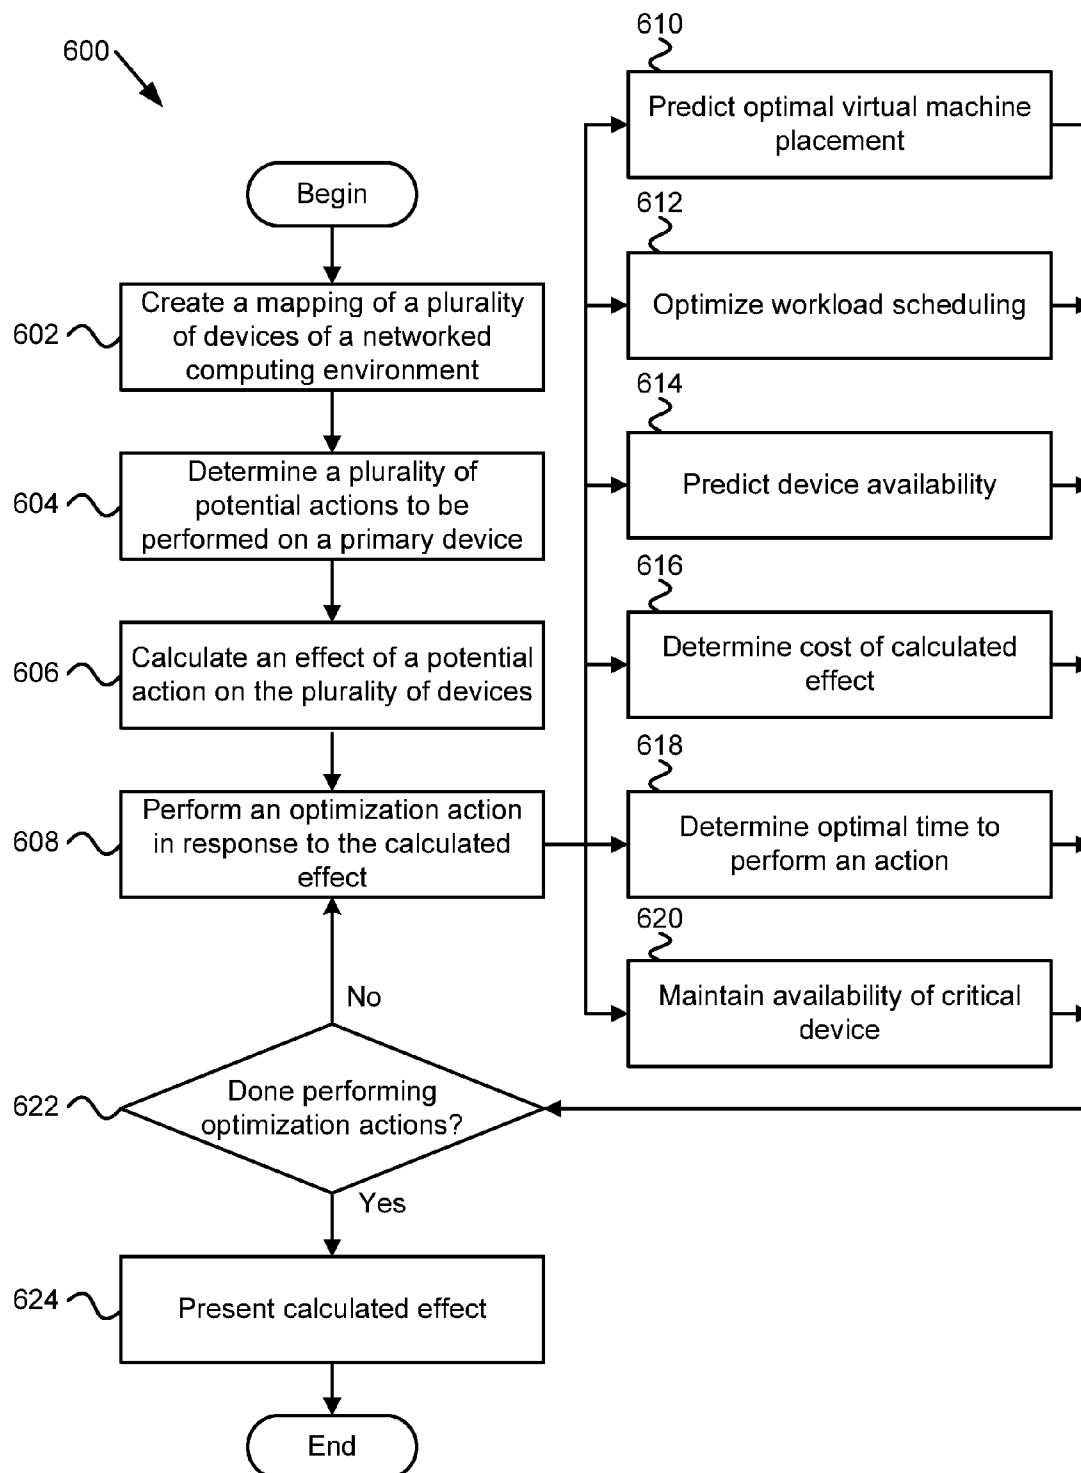 600
Begin
602
Create a mapping of a plurality
of devices of a networked
computing environment
604
Determine a plurality of
potential actions to be
performed on a primary device
606
Calculate an effect of a potential
action on the plurality of devices
608
Perform an optimization action
in response to the calculated
effect
610
Predict optimal virtual machine
placement
612
Optimize workload scheduling
614
Predict device availability
616
Determine cost of calculated
effect
618
Determine optimal time to
perform an action
620
Maintain availability of critical
device
No
622
Done performing
optimization actions?
Yes
624
Present calculated effect
End